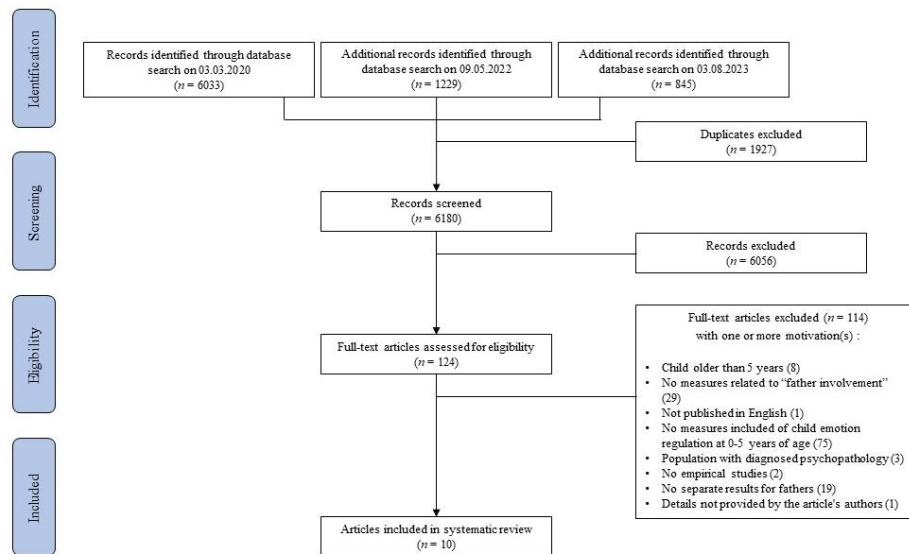 Identification
Records identified through database
search on 03.03.2020
(n = 6033)
Additional records identified through
database search on 09.05.2022
(n = 1229)
Additional records identified through
database search on 03.08.2023
(n = 845)
Duplicates excluded
(n = 1927)
Screening
Records screened
(n = 6180)
Records excluded
(n = 6056)
Eligibility
Full-text articles assessed for eligibility
(n = 124)
Full-text articles excluded (n = 114)
with one or more motivation(s) :
• Child older than 5 years (8)
• No measures related to “father involvement”
(29)
• Not published in English (1)
• No measures included of child emotion
regulation at 0-5 years of age (75)
• Population with diagnosed psychopathology (3)
• No empirical studies (2)
• No separate results for fathers (19)
• Details not provided by the article's authors (1)
Included
Articles included in systematic review
(n = 10)